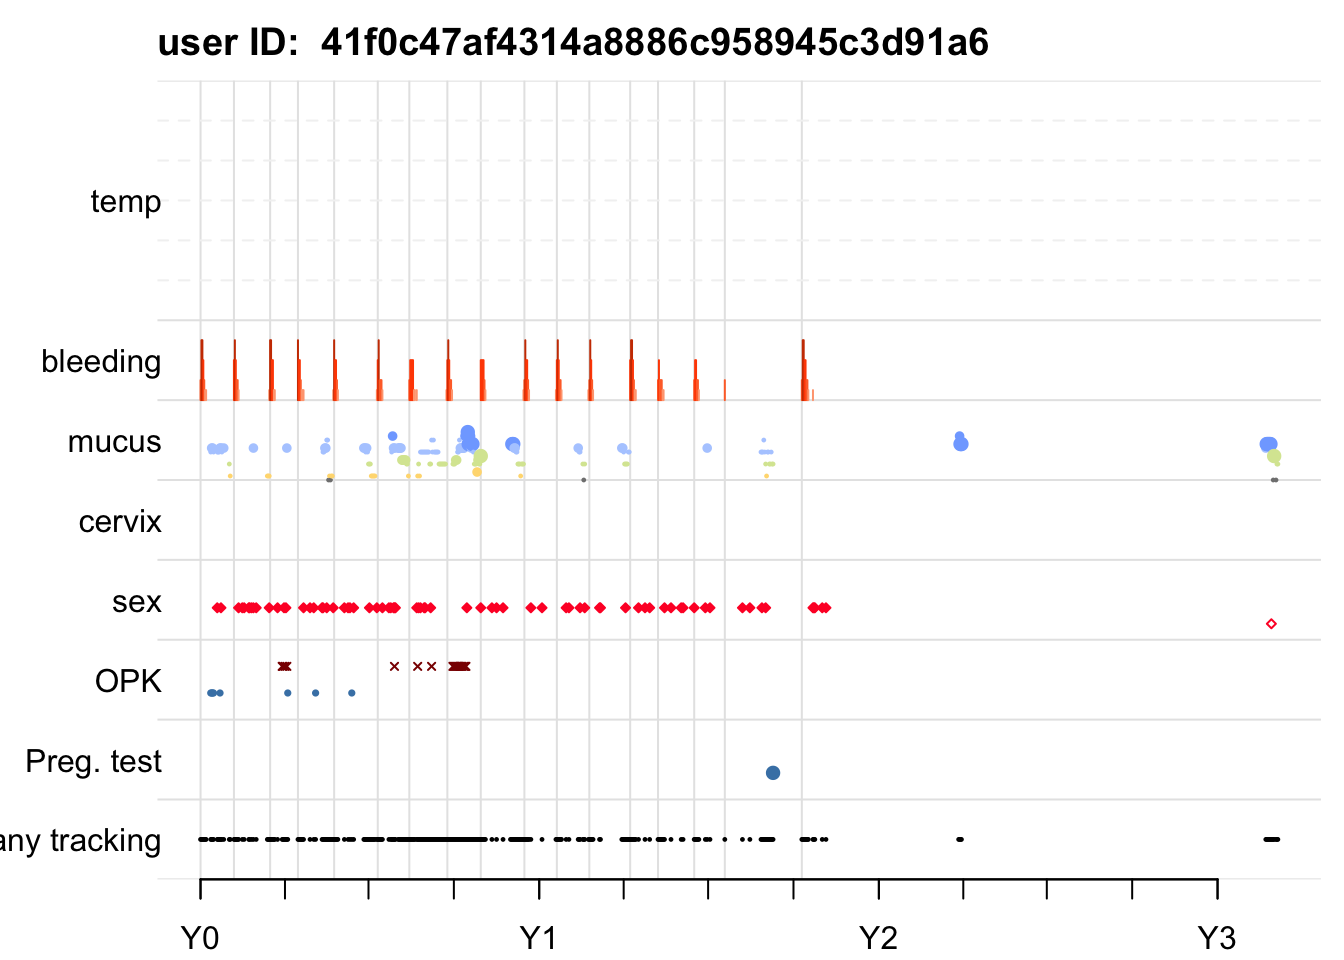 user ID:  41f0c47af4314a8886c958945c3d91a6
temp
bleeding
mucus
cervix
sex
OPK
Preg. test
any tracking
Y0 Y1 Y2 Y3